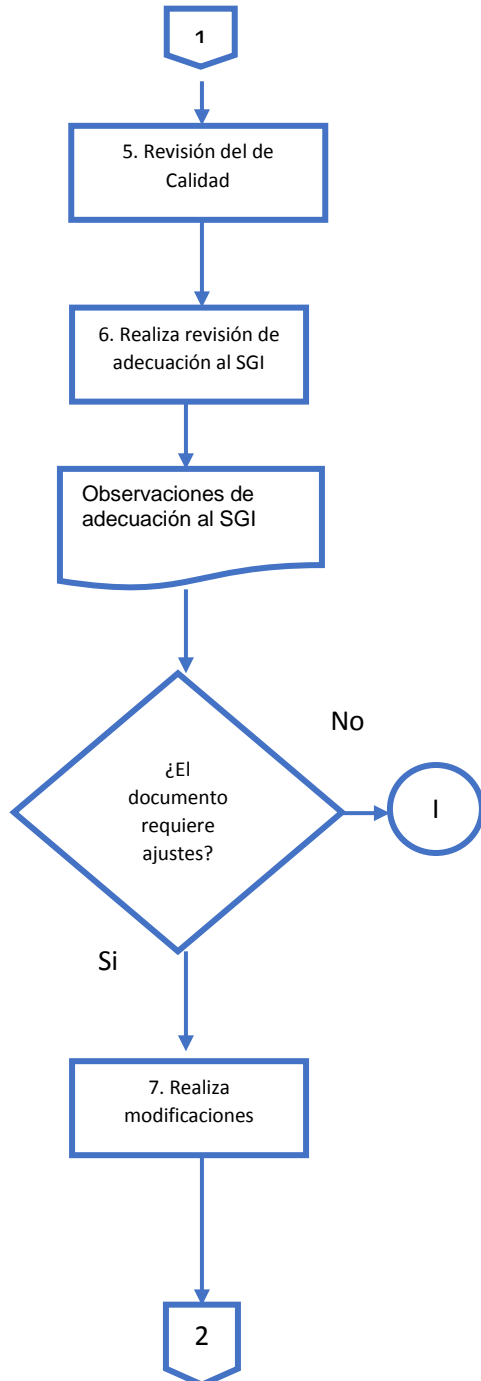 1
5. Revisión del de
Calidad
6. Realiza revisión de
adecuación al SGI
Observaciones de
adecuación al SGI
No
¿El
documento
requiere
ajustes?
I
Si
7. Realiza
modificaciones
2